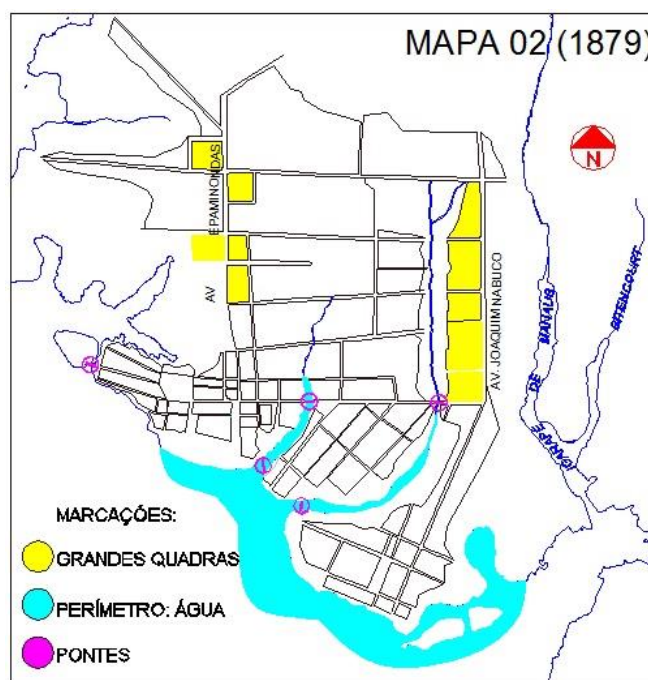 MAPA 02 (1879)
N
AV EPAMINONDAS
AV. JOAQUIM NABUCO
IGARAPÉ DE MANAUS
BITENCOURT
MARCAÇÕES:
GRANDES QUADRAS
PERÍMETRO: ÁGUA
PONTES